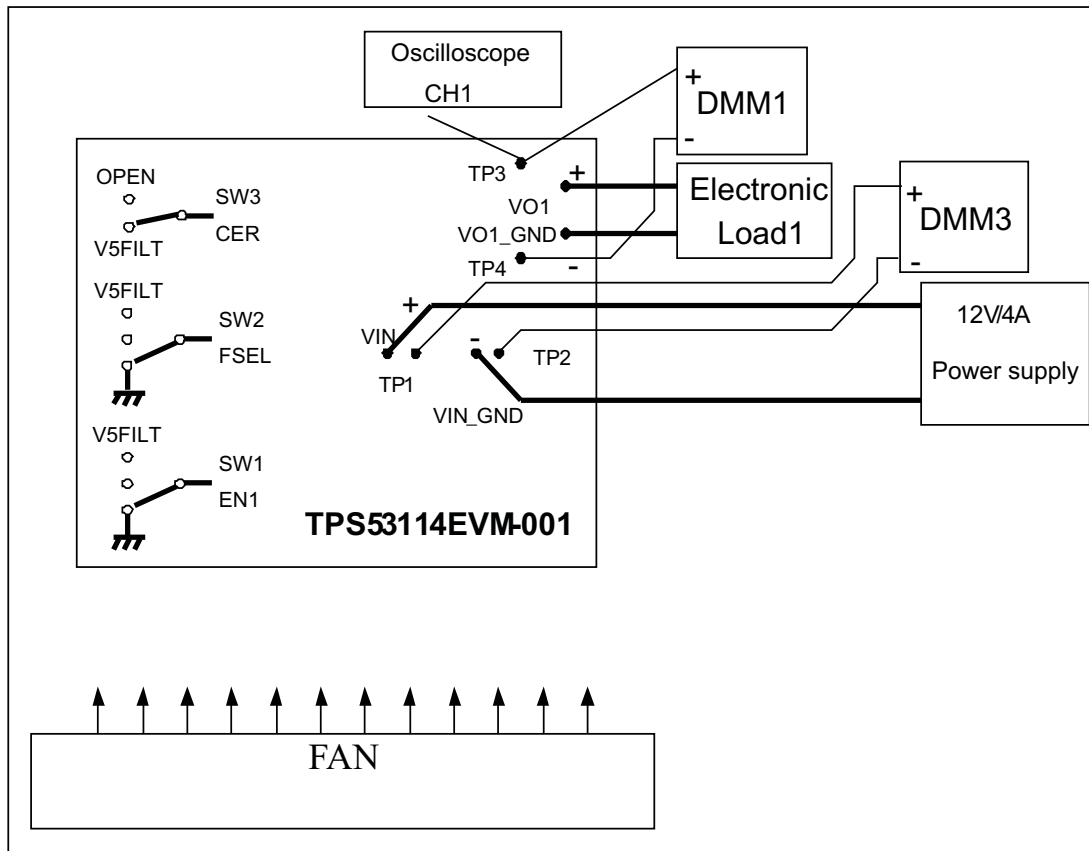 Oscilloscope
CH1
+
DMM1
-
OPEN
SW3
CER
V5FILT
TP3
+
VO1
VO1_GND
TP4
-
Electronic
Load1
+
DMM3
-
V5FILT
SW2
FSEL
+
VIN
TP1
-
TP2
VIN_GND
12V/4A
Power supply
V5FILT
SW1
EN1
TPS53114EVM-001
FAN